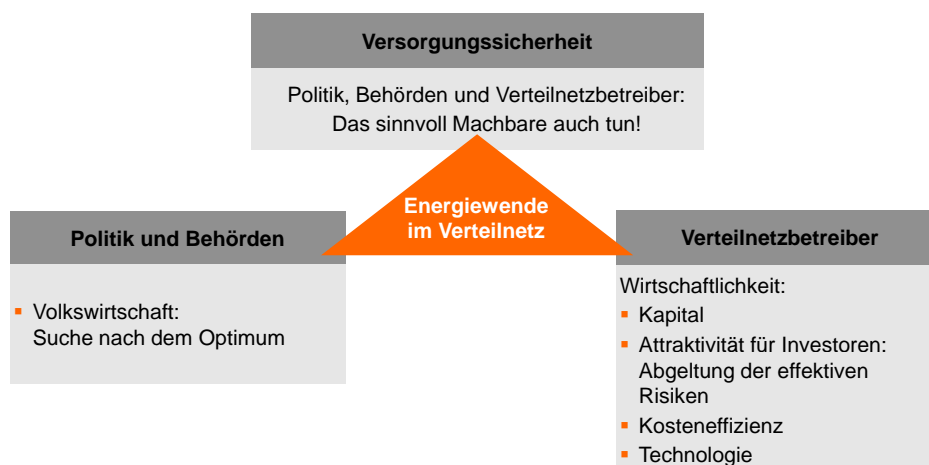 Versorgungssicherheit
Politik, Behörden und Verteilnetzbetreiber:
Das sinnvoll Machbare auch tun!
Energiewende
im Verteilnetz
Politik und Behörden
▪ Volkswirtschaft:
Suche nach dem Optimum
Verteilnetzbetreiber
Wirtschaftlichkeit:
▪ Kapital
▪ Attraktivität für Investoren:
Abgeltung der effektiven
Risiken
▪ Kosteneffizienz
▪ Technologie